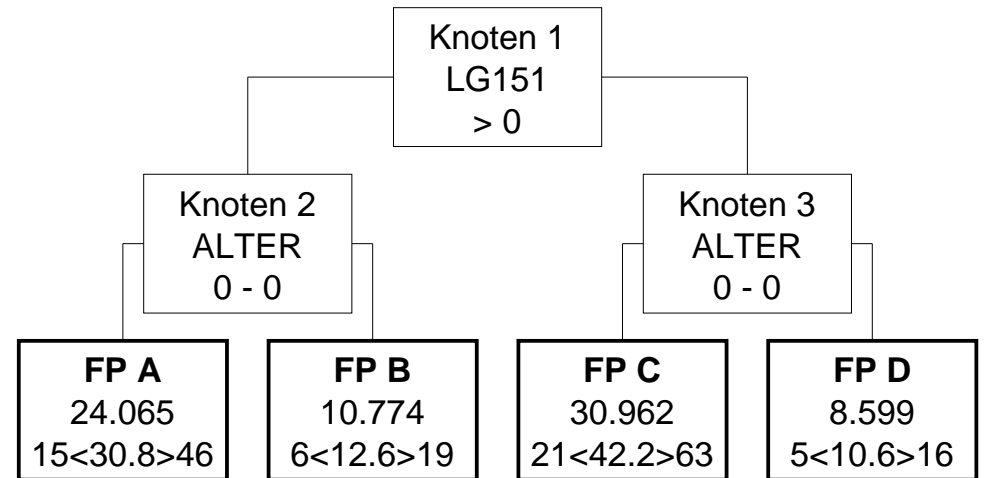 Knoten 1
LG151
> 0
Knoten 2
ALTER
0 - 0
Knoten 3
ALTER
0 - 0
FP A
24.065
15<30.8>46
FP B
10.774
6<12.6>19
FP C
30.962
21<42.2>63
FP D
8.599
5<10.6>16